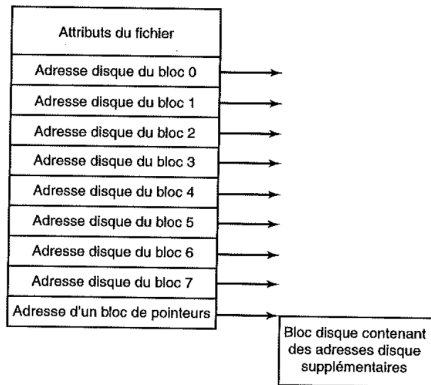 Attributs du fichier
Adresse disque du bloc 0
Adresse disque du bloc 1
Adresse disque du bloc 2
Adresse disque du bloc 3
Adresse disque du bloc 4
Adresse disque du bloc 5
Adresse disque du bloc 6
Adresse disque du bloc 7
Adresse d'un bloc de pointeurs
Bloc disque contenant
des adresses disque
supplémentaires